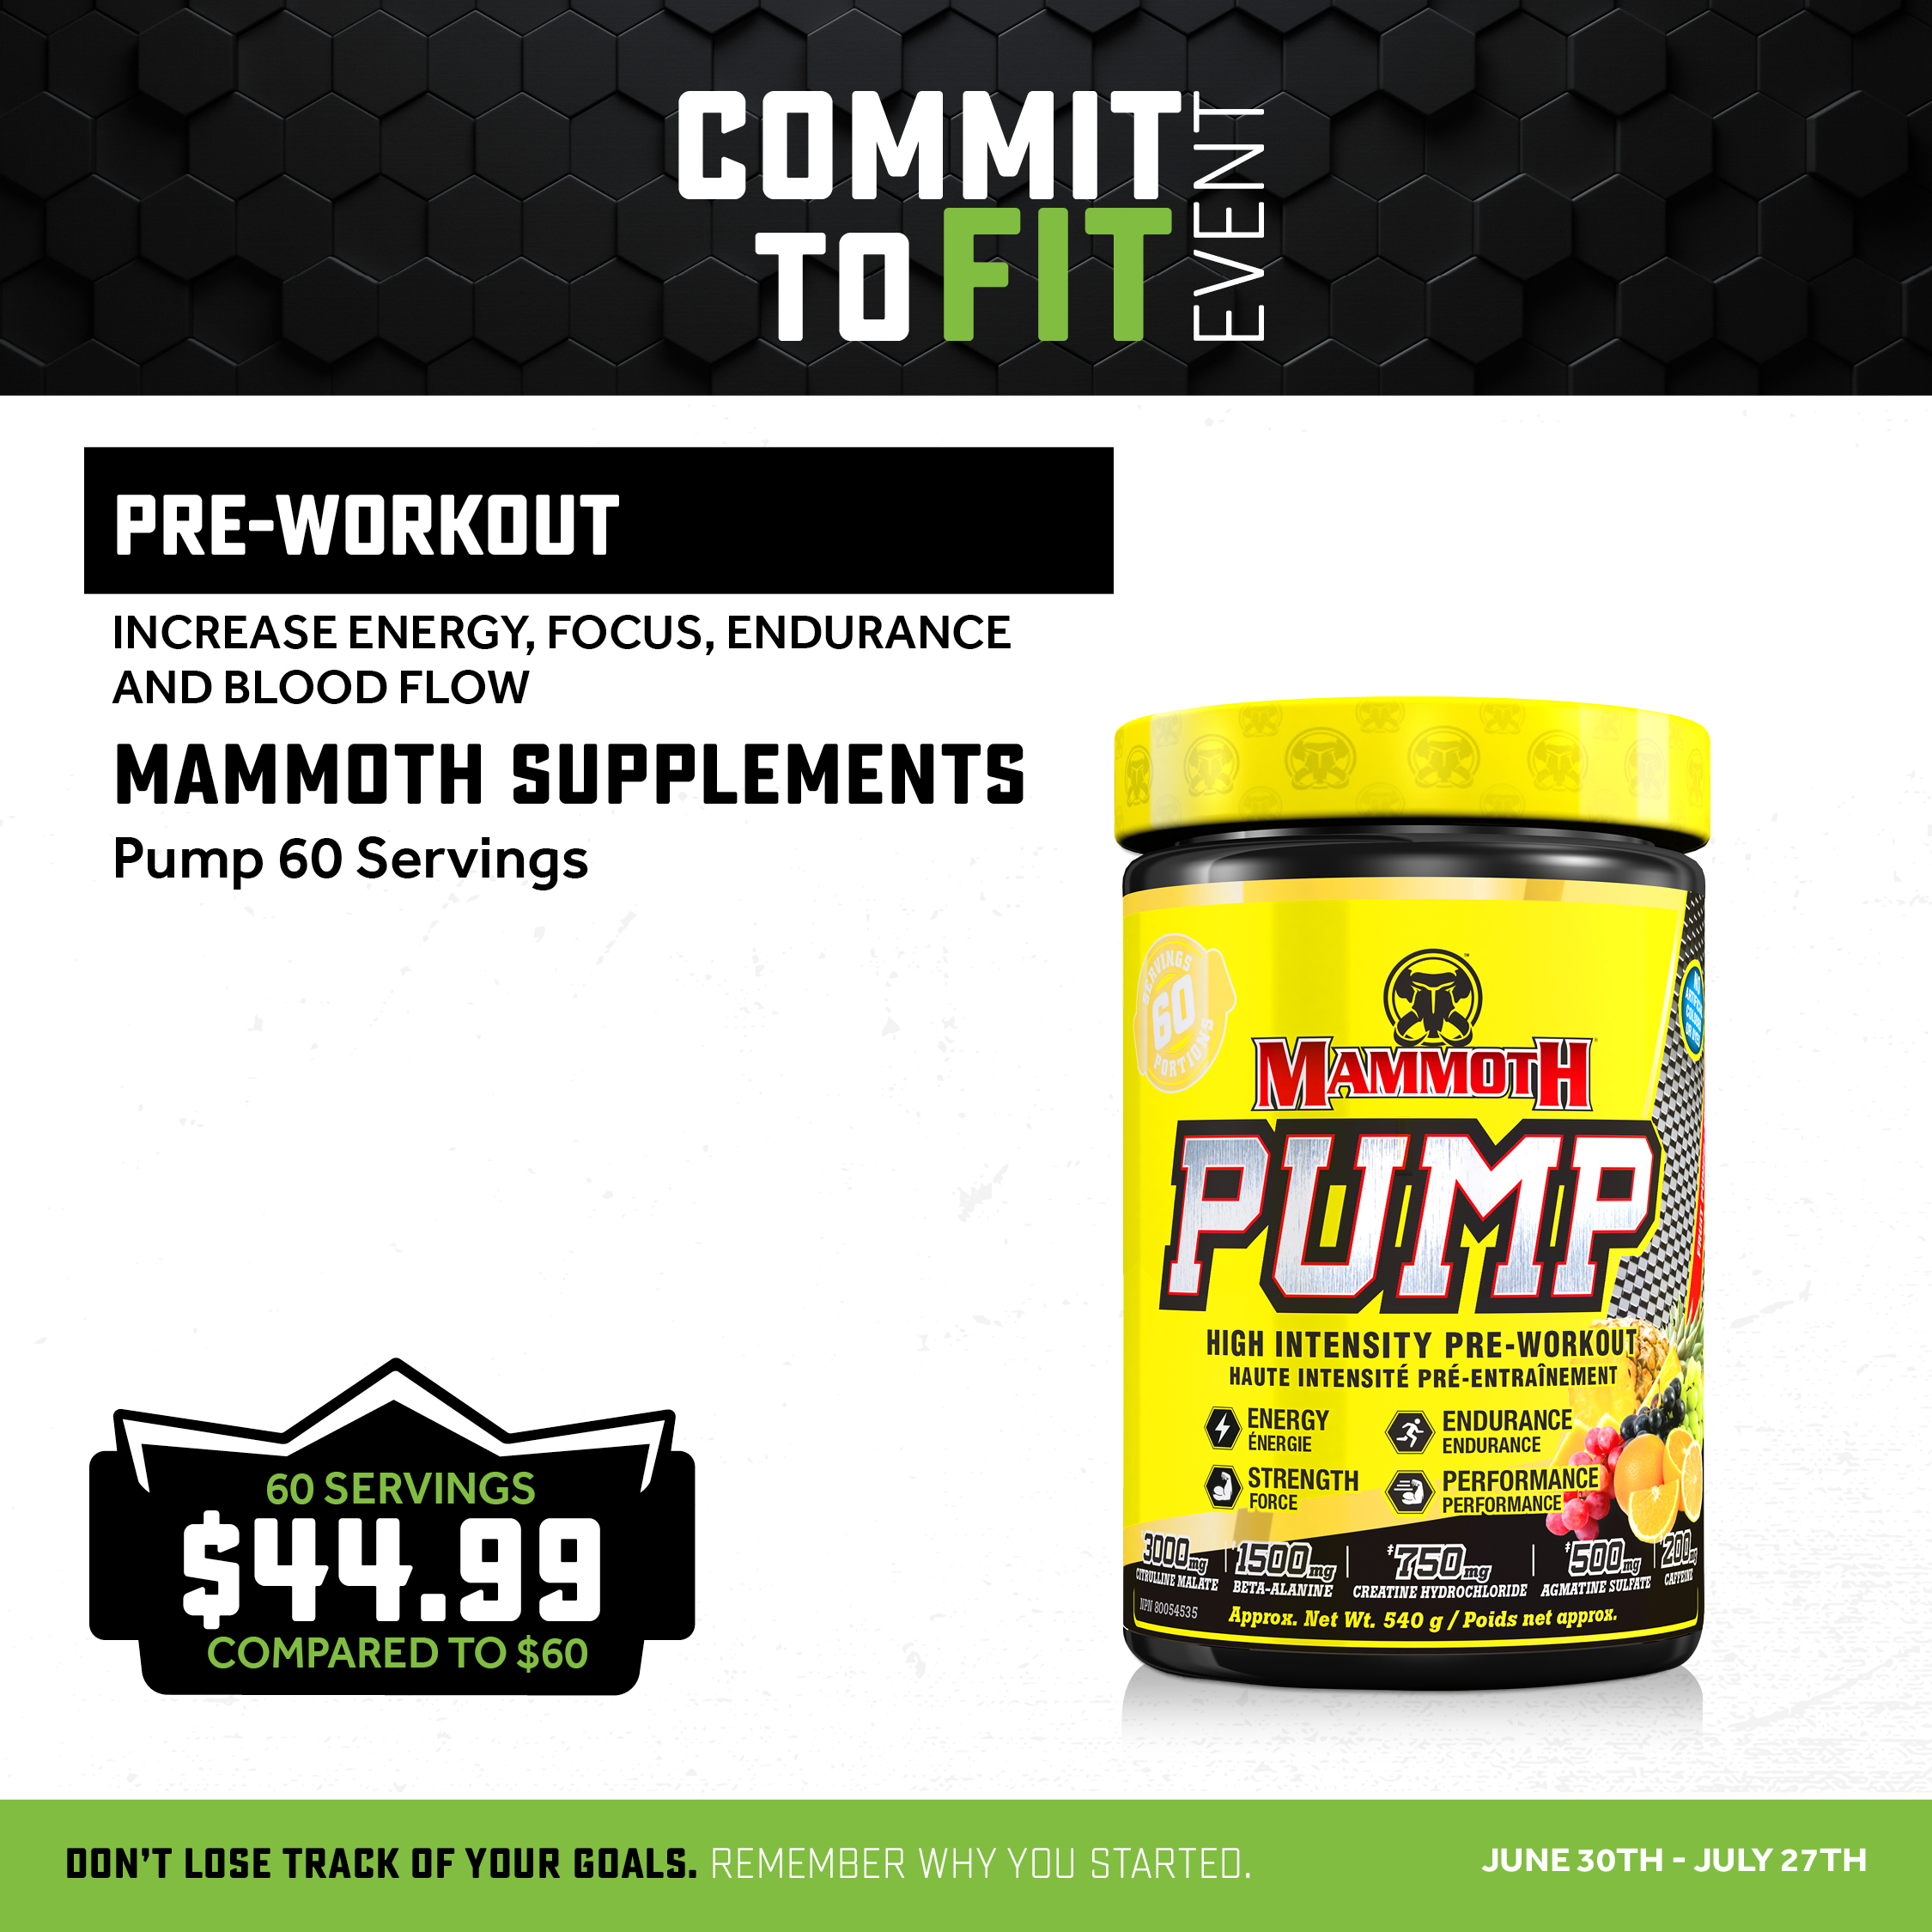 COMMIT
TO FIT
EVENT
PRE-WORKOUT
INCREASE ENERGY, FOCUS, ENDURANCE
AND BLOOD FLOW
MAMMOTH SUPPLEMENTS
Pump 60 Servings
SERVINGS
60
PORTIONS
MAMMOTH
PUMP
HIGH INTENSITY PRE-WORKOUT
HAUTE INTENSITÉ PRÉ-ENTRAÎNEMENT
ENERGY
ÉNERGIE
ENDURANCE
ENDURANCE
STRENGTH
FORCE
PERFORMANCE
PERFORMANCE
3000mg
CITRULLINE MALATE
1500mg
BETA-ALANINE
‡750mg
CREATINE HYDROCHLORIDE
‡500mg
AGMATINE SULFATE
200mg
CAFFEINE
NPN 80054535
Approx. Net Wt. 540 g / Poids net approx.
60 SERVINGS
$44.99
COMPARED TO $60
DON'T LOSE TRACK OF YOUR GOALS. REMEMBER WHY YOU STARTED.
JUNE 30TH - JULY 27TH